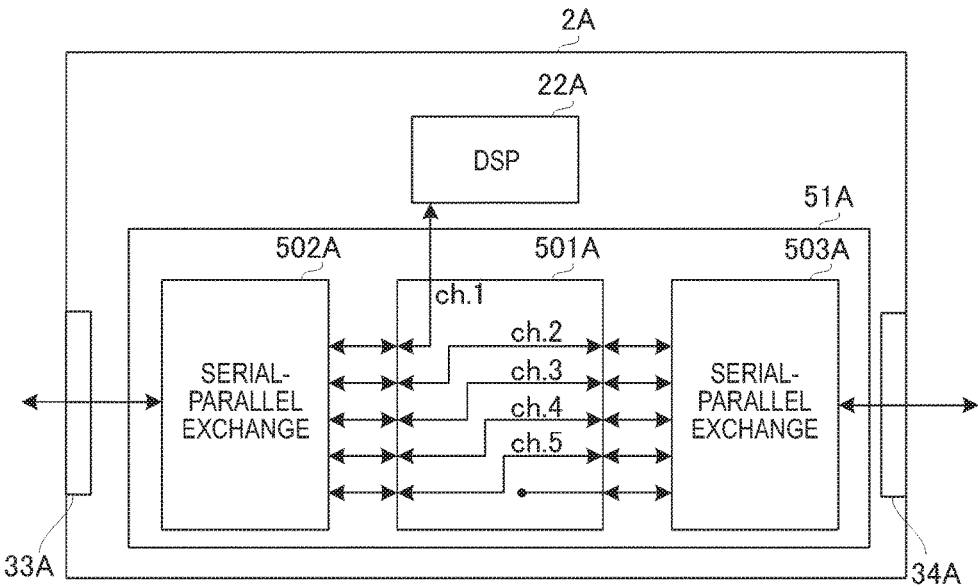 2A
22A
DSP
51A
502A
501A
503A
ch.1
ch.2
ch.3
ch.4
ch.5
SERIAL-
PARALLEL
EXCHANGE
SERIAL-
PARALLEL
EXCHANGE
33A
34A